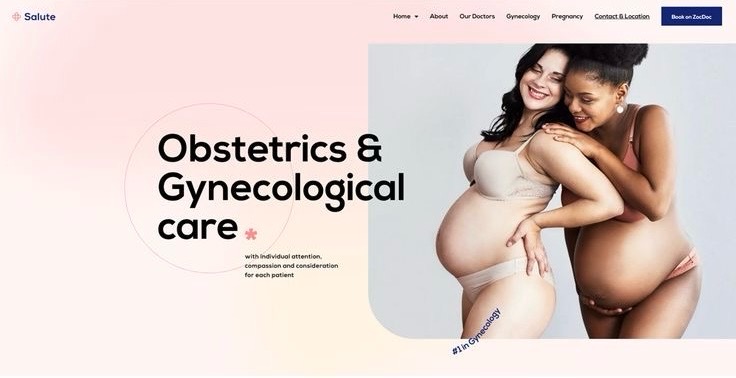 Salute
Home
About
Our Doctors
Gynecology
Pregnancy
Contact & Location
Book on ZocDoc
Obstetrics &
Gynecological
care *
with individual attention,
compassion and consideration
for each patient
#1 in Gynecology